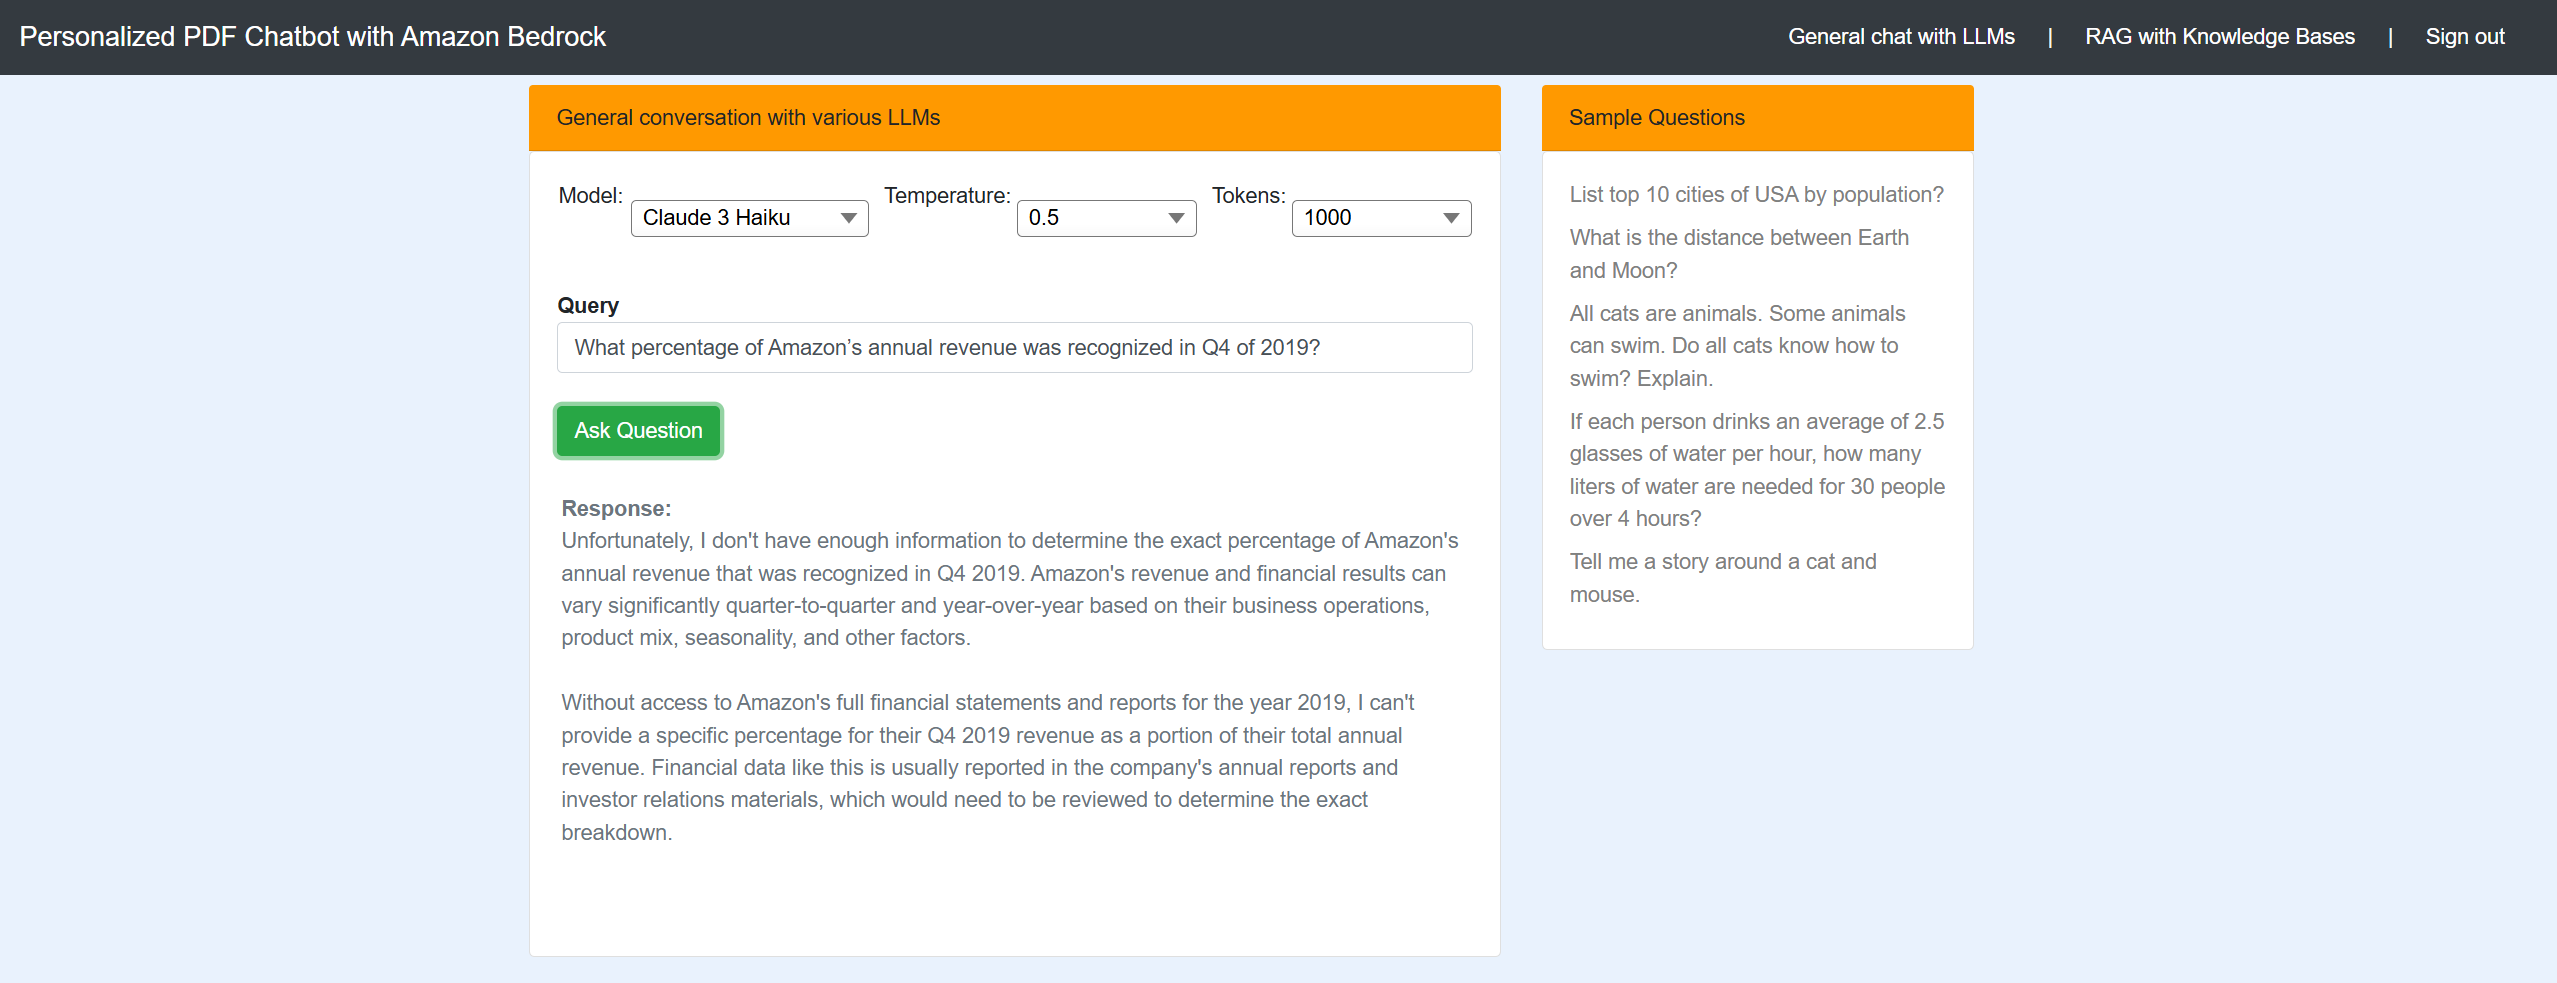 Personalized PDF Chatbot with Amazon Bedrock
General chat with LLMs | RAG with Knowledge Bases | Sign out
General conversation with various LLMs
Model: Claude 3 Haiku Temperature: 0.5 Tokens: 1000
Query
What percentage of Amazon’s annual revenue was recognized in Q4 of 2019?
Ask Question
Response:
Unfortunately, I don't have enough information to determine the exact percentage of Amazon's
annual revenue that was recognized in Q4 2019. Amazon's revenue and financial results can
vary significantly quarter-to-quarter and year-over-year based on their business operations,
product mix, seasonality, and other factors.
Without access to Amazon's full financial statements and reports for the year 2019, I can't
provide a specific percentage for their Q4 2019 revenue as a portion of their total annual
revenue. Financial data like this is usually reported in the company's annual reports and
investor relations materials, which would need to be reviewed to determine the exact
breakdown.
Sample Questions
List top 10 cities of USA by population?
What is the distance between Earth
and Moon?
All cats are animals. Some animals
can swim. Do all cats know how to
swim? Explain.
If each person drinks an average of 2.5
glasses of water per hour, how many
liters of water are needed for 30 people
over 4 hours?
Tell me a story around a cat and
mouse.